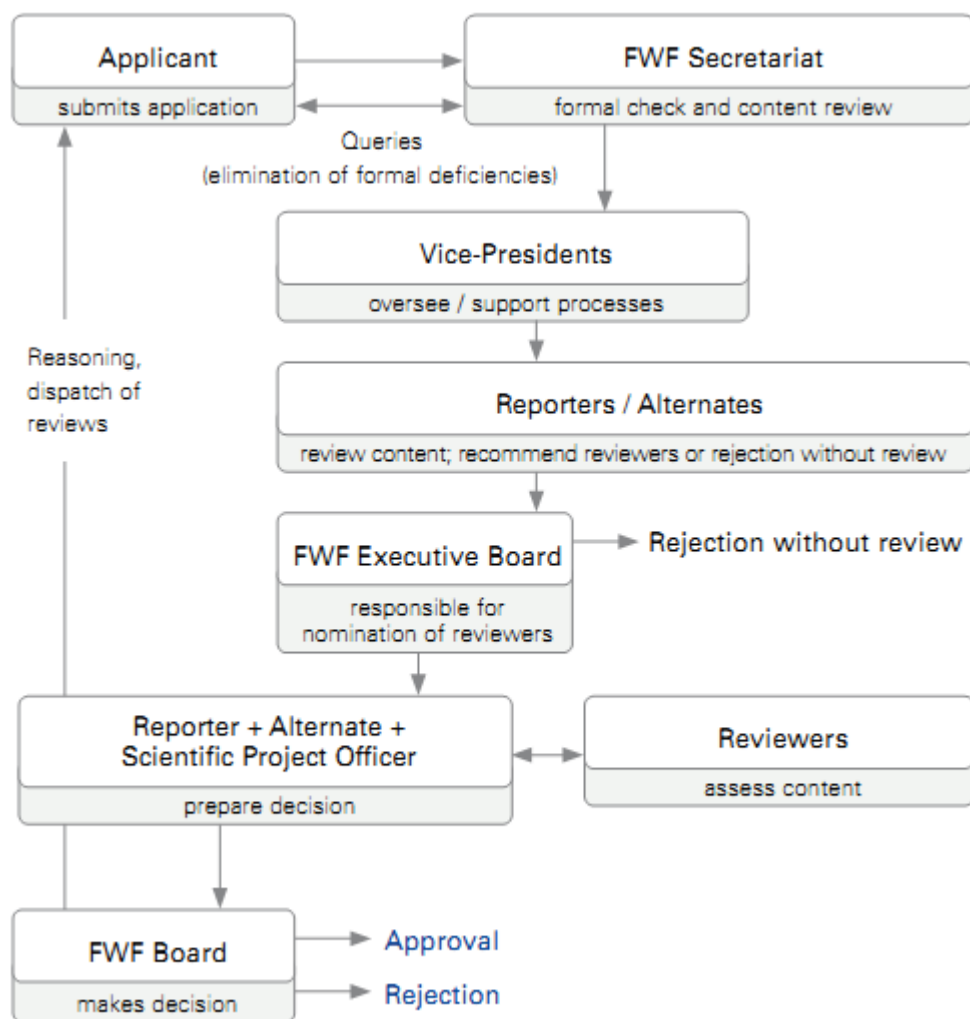 Applicant
submits application
FWF Secretariat
formal check and content review
Queries
(elimination of formal deficiencies)
Vice-Presidents
oversee / support processes
Reasoning,
dispatch of
reviews
Reporters / Alternates
review content; recommend reviewers or rejection without review
FWF Executive Board
responsible for
nomination of reviewers
Rejection without review
Reporter + Alternate +
Scientific Project Officer
prepare decision
Reviewers
assess content
FWF Board
makes decision
Approval
Rejection